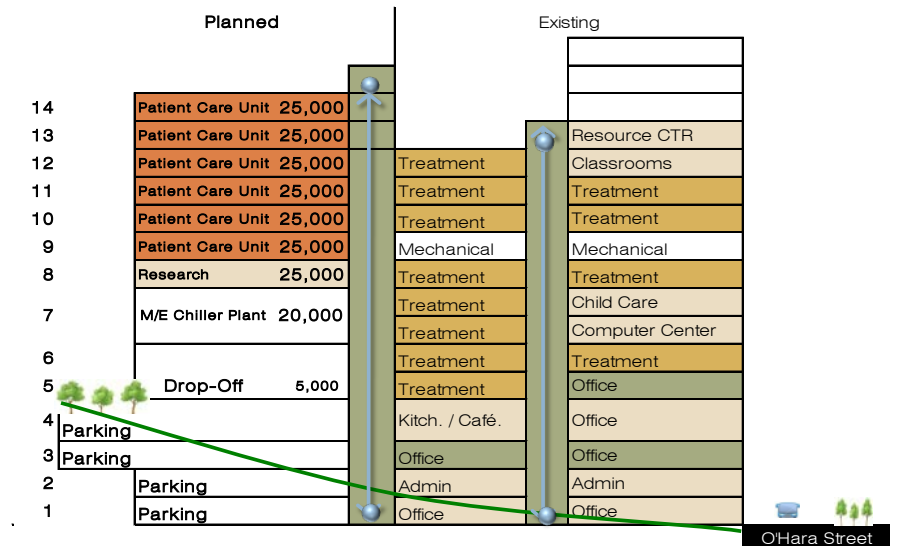 Planned Existing
14 Patient Care Unit 25,000
13 Patient Care Unit 25,000 Resource CTR
12 Patient Care Unit 25,000 Treatment Classrooms
11 Patient Care Unit 25,000 Treatment Treatment
10 Patient Care Unit 25,000 Treatment Treatment
9 Patient Care Unit 25,000 Mechanical Mechanical
8 Research 25,000 Treatment Treatment
Treatment Child Care
7 M/E Chiller Plant 20,000
Treatment Computer Center
6 Treatment Treatment
5 Drop-Off 5,000 Treatment Office
4 Parking Kitch. / Café. Office
3 Parking Office Office
2 Parking Admin Admin
1 Parking Office Office
O'Hara Street